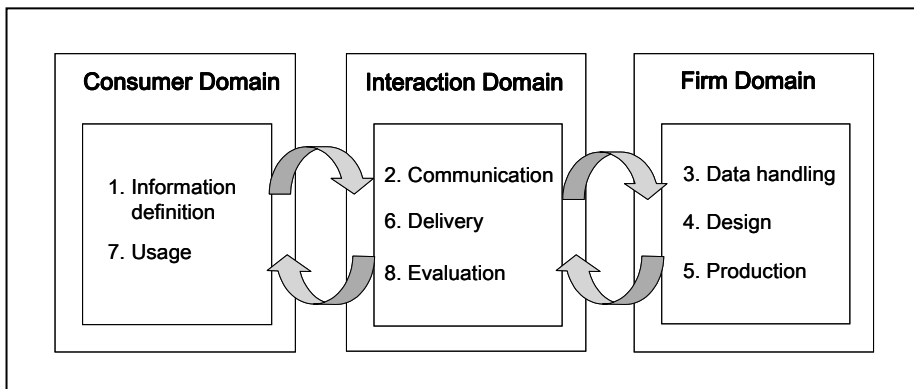 Consumer Domain
1. Information
definition
7. Usage
Interaction Domain
2. Communication
6. Delivery
8. Evaluation
Firm Domain
3. Data handling
4. Design
5. Production